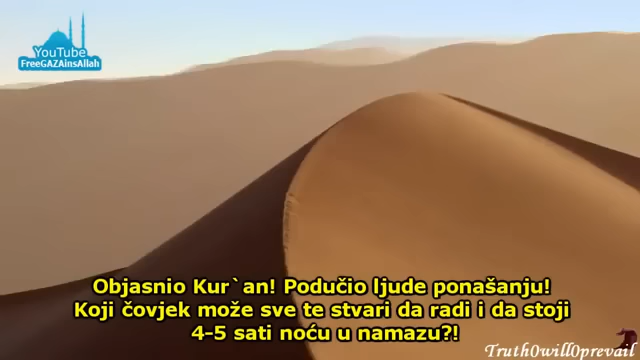 YouTube
FreeGAZAinsAllah
Objasnio Kur`an! Podučio ljude ponašanju!
Koji čovjek može sve te stvari da radi i da stoji
4-5 sati noću u namazu?!
Truth0will0prevail